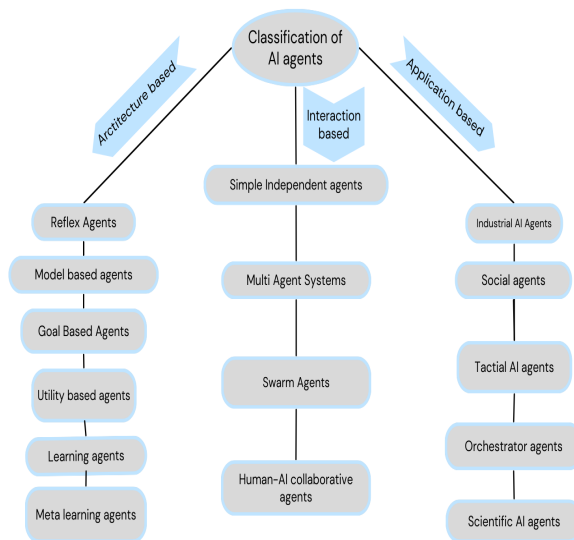 Classification of
AI agents
Arctitecture based
Interaction
based
Application based
Simple Independent agents
Reflex Agents
Industrial AI Agents
Model based agents
Multi Agent Systems
Social agents
Goal Based Agents
Tactial AI agents
Utility based agents
Swarm Agents
Learning agents
Orchestrator agents
Human-AI collaborative
agents
Meta learning agents
Scientific AI agents